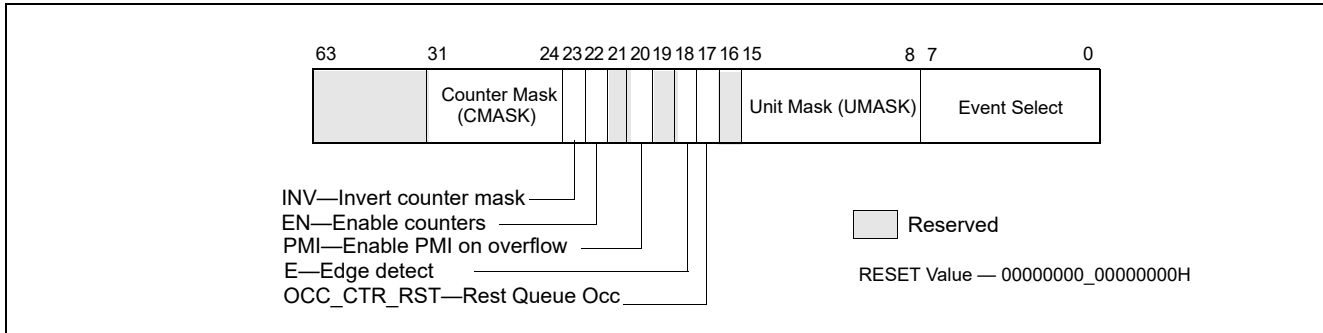 63 31 24 23 22 21 20 19 18 17 16 15 8 7 0
Counter Mask
(CMASK)
Unit Mask (UMASK)
Event Select
INV—Invert counter mask
EN—Enable counters
PMI—Enable PMI on overflow
E—Edge detect
OCC_CTR_RST—Rest Queue Occ
Reserved
RESET Value — 00000000_00000000H